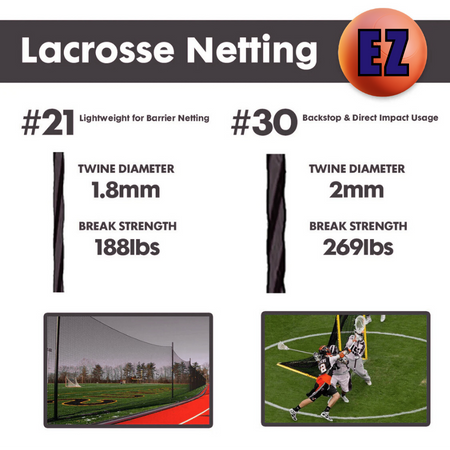 Lacrosse Netting
EZ
#21 Lightweight for Barrier Netting
#30 Backstop & Direct Impact Usage
TWINE DIAMETER
1.8mm
BREAK STRENGTH
188lbs
TWINE DIAMETER
2mm
BREAK STRENGTH
269lbs